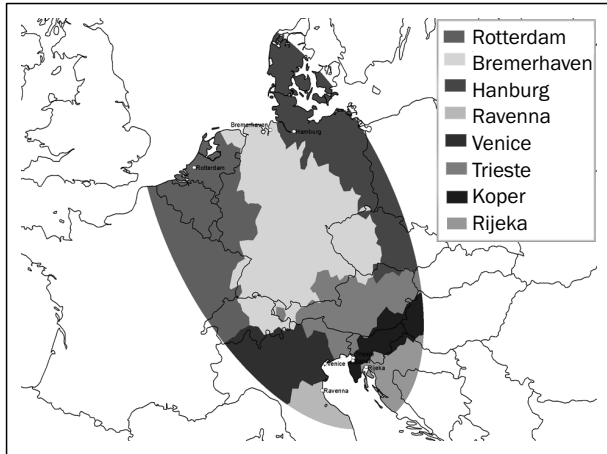 Rotterdam
Bremerhaven
Hanburg
Ravenna
Venice
Trieste
Koper
Rijeka
Bremerhaven
Hamburg
Rotterdam
Venice
Rijeka
Ravenna